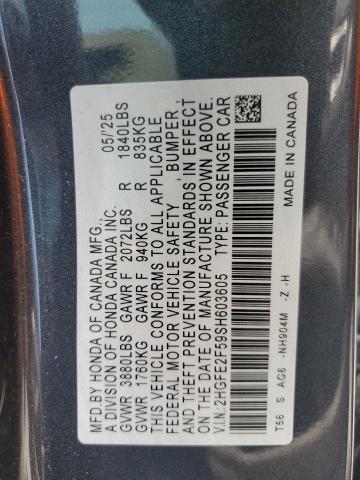 MFD. BY HONDA OF CANADA MFG.,
A DIVISION OF HONDA CANADA INC. 05/'25
GVWR 3880LBS GAWR F 2072LBS R 1840LBS
GVWR 1760KG GAWR F 940KG R 835KG
THIS VEHICLE CONFORMS TO ALL APPLICABLE
FEDERAL MOTOR VEHICLE SAFETY , BUMPER ,
AND THEFT PREVENTION STANDARDS IN EFFECT
ON THE DATE OF MANUFACTURE SHOWN ABOVE.
V.I.N.: 2HGFE2F59SH603605 TYPE: PASSENGER CAR
MADE IN CANADA
T56 S AG6 -NH904M -Z -H